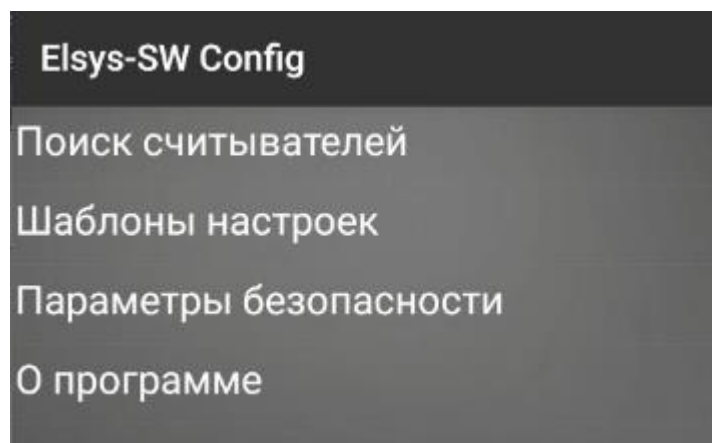 Elsys-SW Config
Поиск считывателей
Шаблоны настроек
Параметры безопасности
О программе